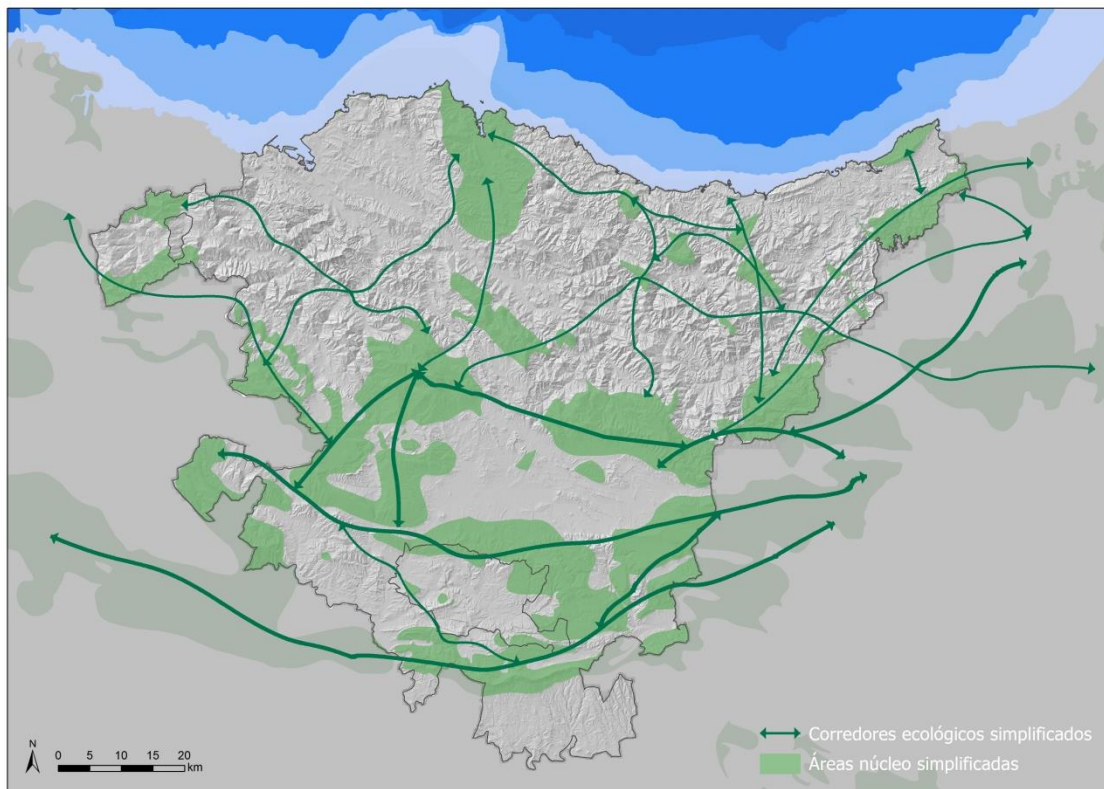 N
0 5 10 15 20
km
Corredores ecológicos simplificados
Áreas núcleo simplificadas